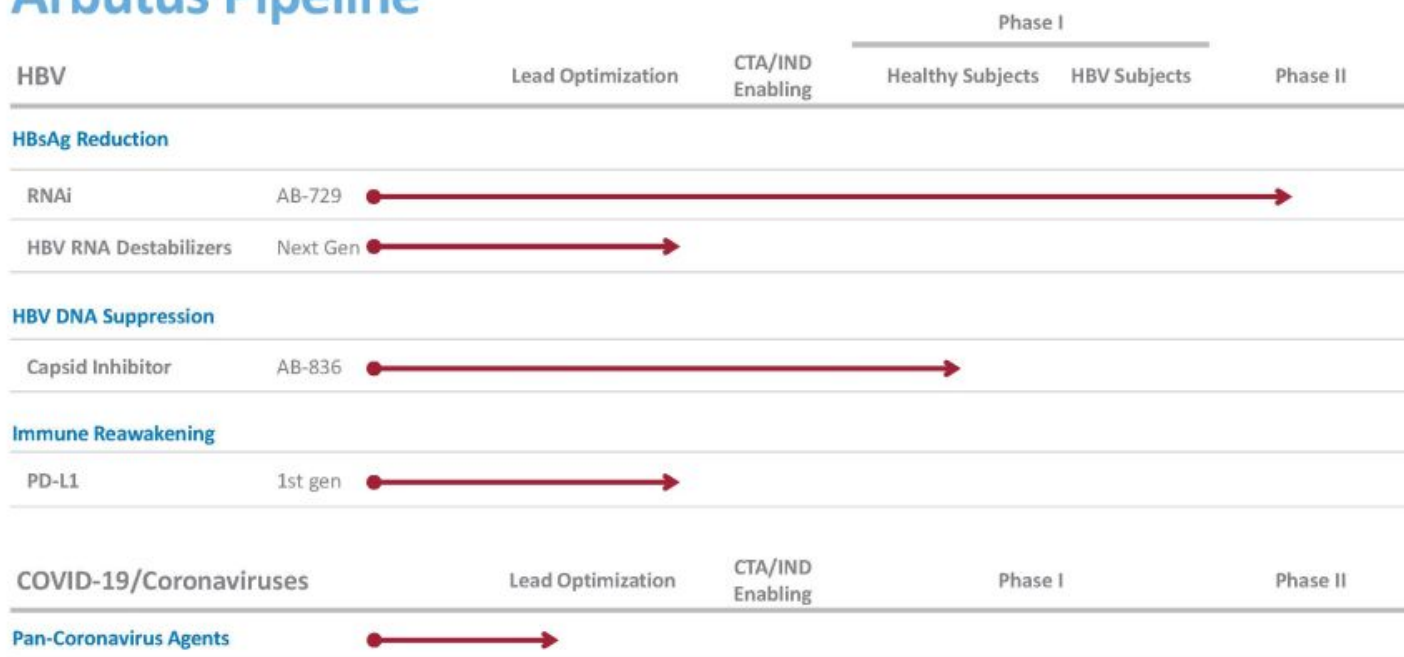 Arbutus Pipeline
Phase I
HBV Lead Optimization CTA/IND Enabling Healthy Subjects HBV Subjects Phase II
HBsAg Reduction
RNAi AB-729
HBV RNA Destabilizers Next Gen
HBV DNA Suppression
Capsid Inhibitor AB-836
Immune Reawakening
PD-L1 1st gen
COVID-19/Coronaviruses Lead Optimization CTA/IND Enabling Phase I Phase II
Pan-Coronavirus Agents